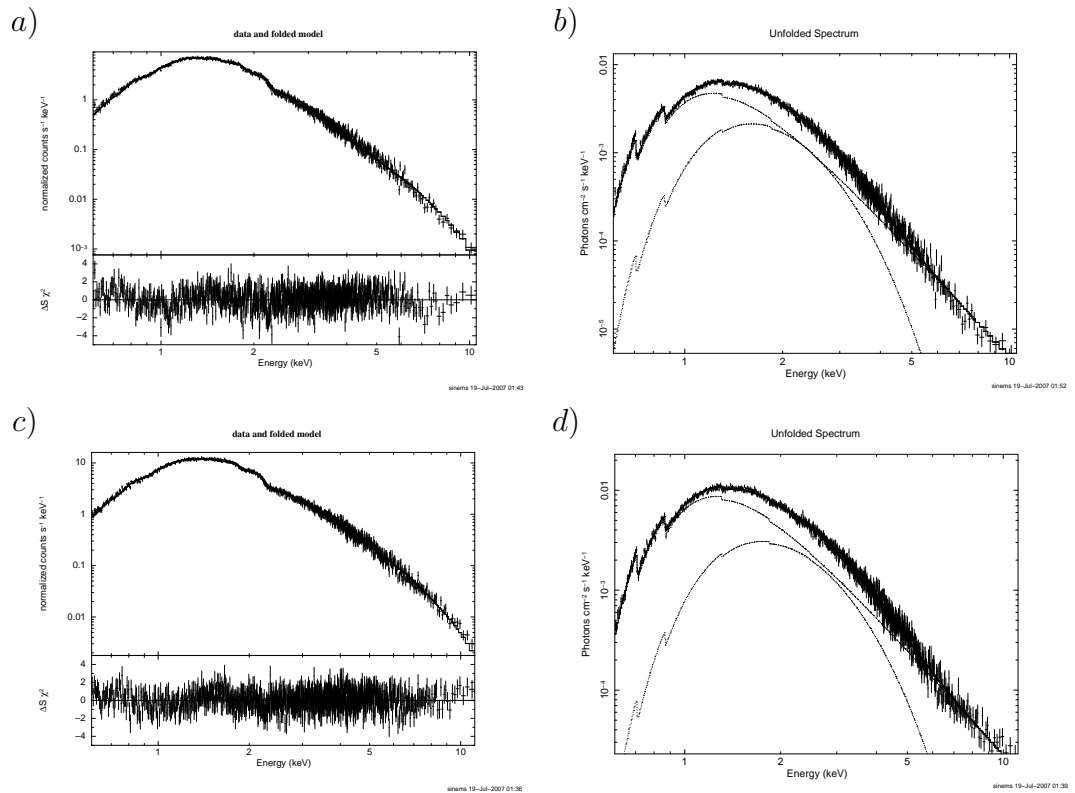 a)
data and folded model
normalized counts s⁻¹ keV⁻¹
1
0.1
0.01
10⁻³
ΔS χ²
4
2
0
−2
−4
1 2 5 10
Energy (keV)
sinems 19−Jul−2007 01:43
b)
Unfolded Spectrum
Photons cm⁻² s⁻¹ keV⁻¹
0.01
10⁻³
10⁻⁴
10⁻⁵
1 2 5 10
Energy (keV)
sinems 19−Jul−2007 01:52
c)
data and folded model
normalized counts s⁻¹ keV⁻¹
10
1
0.1
0.01
ΔS χ²
4
2
0
−2
−4
1 2 5 10
Energy (keV)
sinems 19−Jul−2007 01:36
d)
Unfolded Spectrum
Photons cm⁻² s⁻¹ keV⁻¹
0.01
10⁻³
10⁻⁴
1 2 5 10
Energy (keV)
sinems 19−Jul−2007 01:39